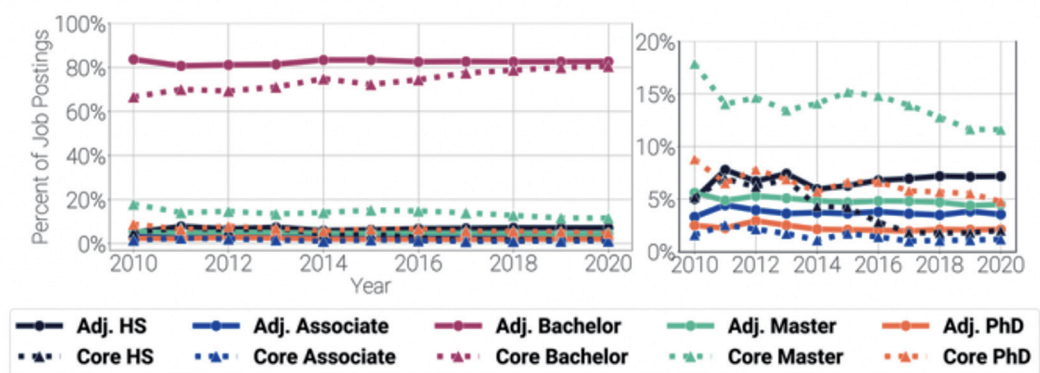 Percent of Job Postings
100%
80%
60%
40%
20%
0%
2010 2012 2014 2016 2018 2020
Year
20%
15%
10%
5%
0%
2010 2012 2014 2016 2018 2020
Adj. HS Adj. Associate Adj. Bachelor Adj. Master Adj. PhD
Core HS Core Associate Core Bachelor Core Master Core PhD